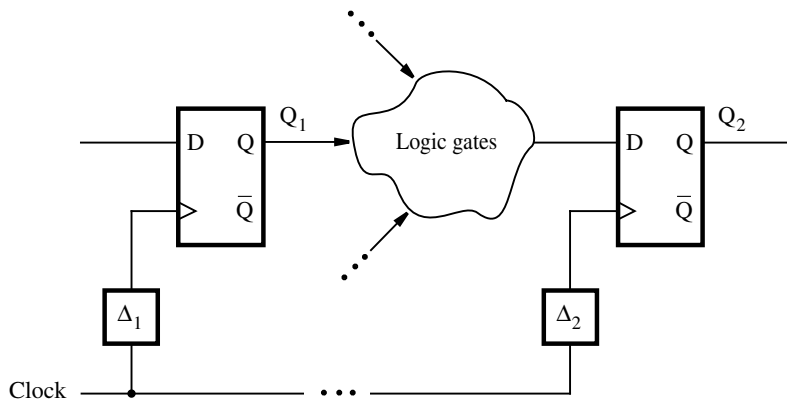 Q1 Q2
D Q Logic gates D Q
Q̅ Q̅
Δ1 Δ2
Clock